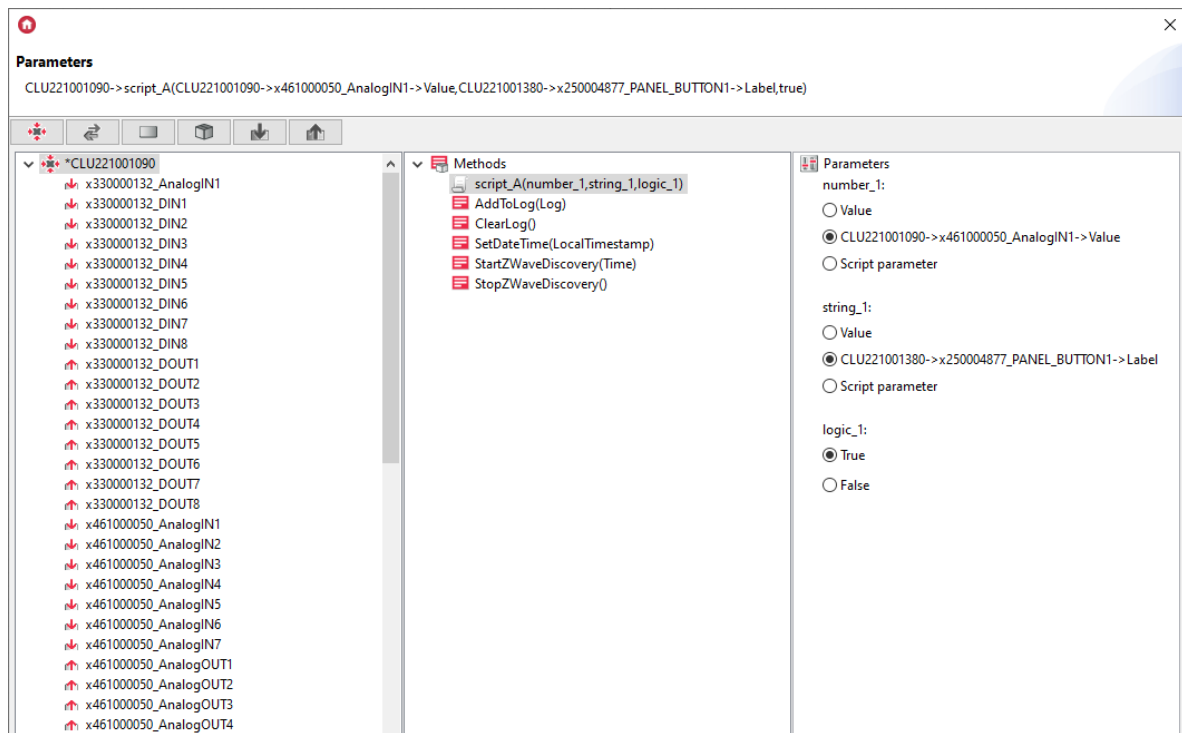 Parameters
CLU221001090->script_A(CLU221001090->x461000050_AnalogIN1->Value,CLU221001380->x250004877_PANEL_BUTTON1->Label,true)
*CLU221001090
x330000132_AnalogIN1
x330000132_DIN1
x330000132_DIN2
x330000132_DIN3
x330000132_DIN4
x330000132_DIN5
x330000132_DIN6
x330000132_DIN7
x330000132_DIN8
x330000132_DOUT1
x330000132_DOUT2
x330000132_DOUT3
x330000132_DOUT4
x330000132_DOUT5
x330000132_DOUT6
x330000132_DOUT7
x330000132_DOUT8
x461000050_AnalogIN1
x461000050_AnalogIN2
x461000050_AnalogIN3
x461000050_AnalogIN4
x461000050_AnalogIN5
x461000050_AnalogIN6
x461000050_AnalogIN7
x461000050_AnalogOUT1
x461000050_AnalogOUT2
x461000050_AnalogOUT3
x461000050_AnalogOUT4
Methods
script_A(number_1,string_1,logic_1)
AddToLog(Log)
ClearLog()
SetDateTime(LocalTimestamp)
StartZWaveDiscovery(Time)
StopZWaveDiscovery()
Parameters
number_1:
Value
CLU221001090->x461000050_AnalogIN1->Value
Script parameter
string_1:
Value
CLU221001380->x250004877_PANEL_BUTTON1->Label
Script parameter
logic_1:
True
False